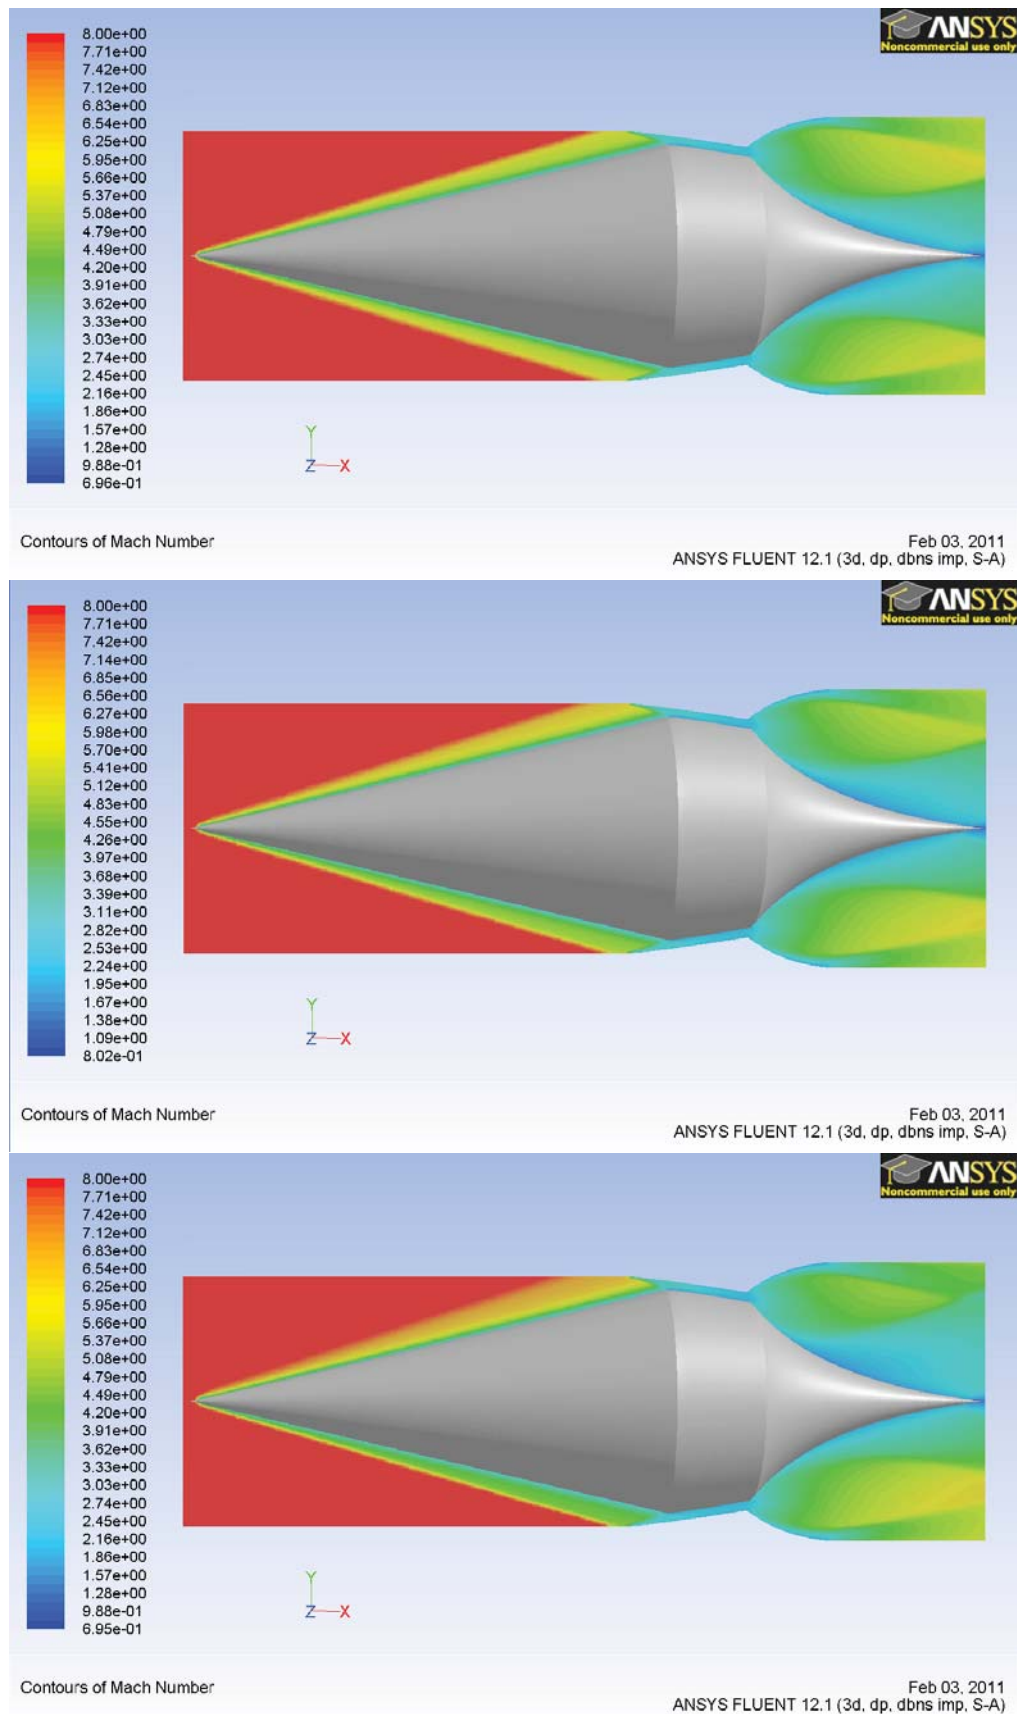 8.00e+00
7.71e+00
7.42e+00
7.12e+00
6.83e+00
6.54e+00
6.25e+00
5.95e+00
5.66e+00
5.37e+00
5.08e+00
4.79e+00
4.49e+00
4.20e+00
3.91e+00
3.62e+00
3.33e+00
3.03e+00
2.74e+00
2.45e+00
2.16e+00
1.86e+00
1.57e+00
1.28e+00
9.88e-01
6.96e-01
ANSYS
Noncommercial use only
Y
Z X
Contours of Mach Number
Feb 03, 2011
ANSYS FLUENT 12.1 (3d, dp, dbns imp, S-A)
8.00e+00
7.71e+00
7.42e+00
7.14e+00
6.85e+00
6.56e+00
6.27e+00
5.98e+00
5.70e+00
5.41e+00
5.12e+00
4.83e+00
4.55e+00
4.26e+00
3.97e+00
3.68e+00
3.39e+00
3.11e+00
2.82e+00
2.53e+00
2.24e+00
1.95e+00
1.67e+00
1.38e+00
1.09e+00
8.02e-01
ANSYS
Noncommercial use only
Y
Z X
Contours of Mach Number
Feb 03, 2011
ANSYS FLUENT 12.1 (3d, dp, dbns imp, S-A)
8.00e+00
7.71e+00
7.42e+00
7.12e+00
6.83e+00
6.54e+00
6.25e+00
5.95e+00
5.66e+00
5.37e+00
5.08e+00
4.79e+00
4.49e+00
4.20e+00
3.91e+00
3.62e+00
3.33e+00
3.03e+00
2.74e+00
2.45e+00
2.16e+00
1.86e+00
1.57e+00
1.28e+00
9.88e-01
6.95e-01
ANSYS
Noncommercial use only
Y
Z X
Contours of Mach Number
Feb 03, 2011
ANSYS FLUENT 12.1 (3d, dp, dbns imp, S-A)